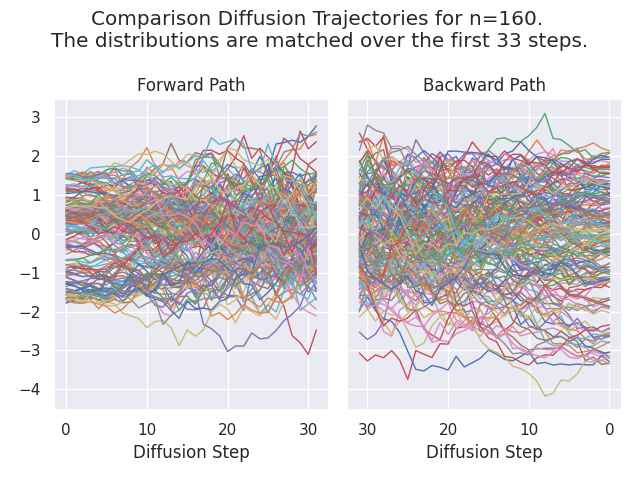 Comparison Diffusion Trajectories for n=160.
The distributions are matched over the first 33 steps.
Forward Path
Backward Path
3
2
1
0
−1
−2
−3
−4
0 10 20 30
30 20 10 0
Diffusion Step
Diffusion Step